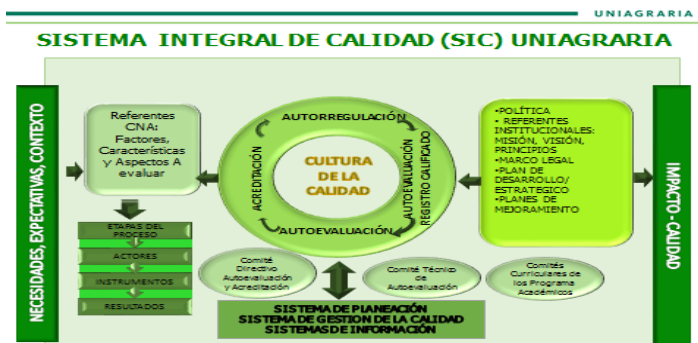 UNIAGRARIA
SISTEMA INTEGRAL DE CALIDAD (SIC) UNIAGRARIA
NECESIDADES, EXPECTATIVAS, CONTEXTO
Referentes
CNA:
Factores,
Características
y Aspectos A
evaluar
ETAPAS DEL
PROCESO
ACTORES
INSTRUMENTOS
RESULTADOS
AUTORREGULACIÓN
ACREDITACIÓN
CULTURA
DE LA
CALIDAD
AUTOEVALUACIÓN
REGISTRO CALIFICADO
AUTOEVALUACIÓN
•POLÍTICA
• REFERENTES
INSTITUCIONALES:
MISIÓN, VISIÓN,
PRINCIPIOS
•MARCO LEGAL
•PLAN DE
DESARROLLO/
ESTRATEGICO
•PLANES DE
MEJORAMIENTO
IMPACTO - CALIDAD
Comité
Directivo
Autoevaluación
y Acreditación
Comité Técnico
de
Autoevaluación
Comités
Curriculares de
los Programa
Académicos
SISTEMA DE PLANEACIÓN
SISTEMA DE GESTION DE LA CALIDAD
SISTEMAS DE INFORMACIÓN